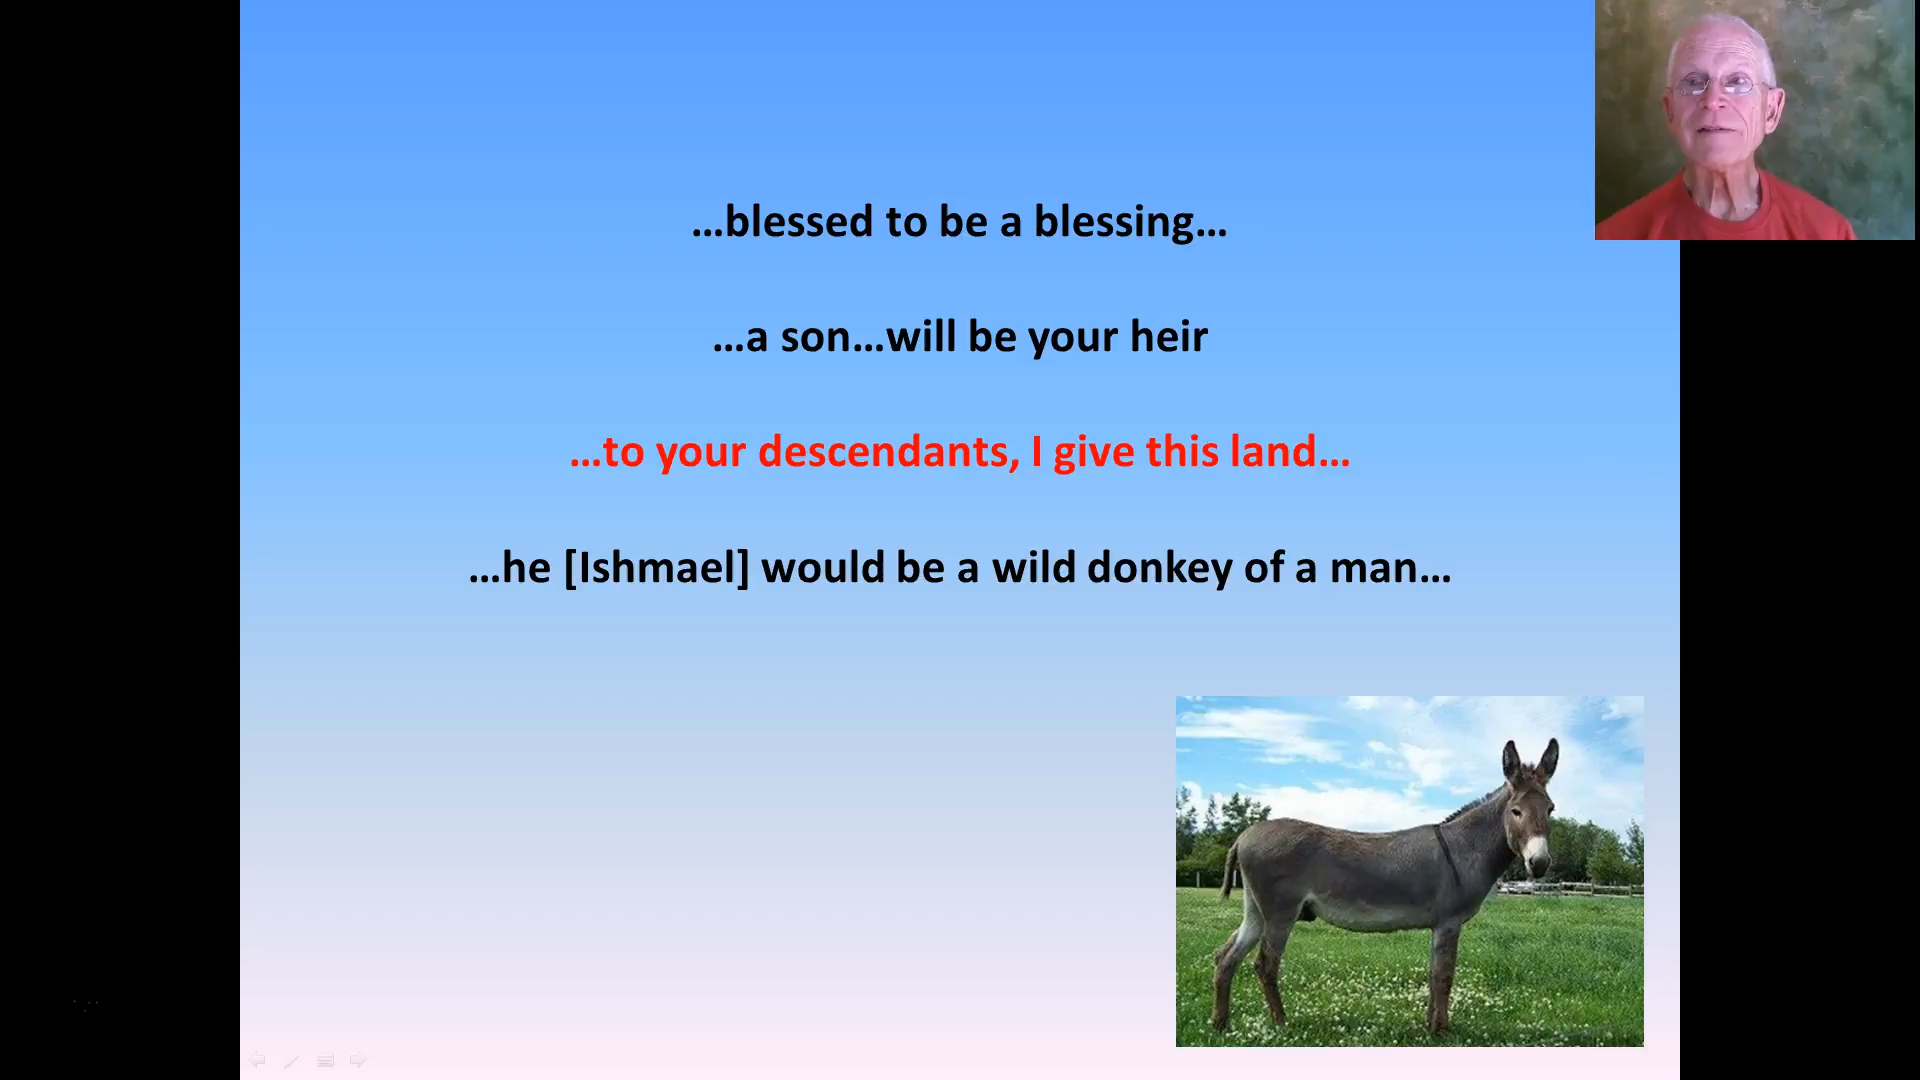 …blessed to be a blessing…
…a son…will be your heir
…to your descendants, I give this land…
…he [Ishmael] would be a wild donkey of a man…